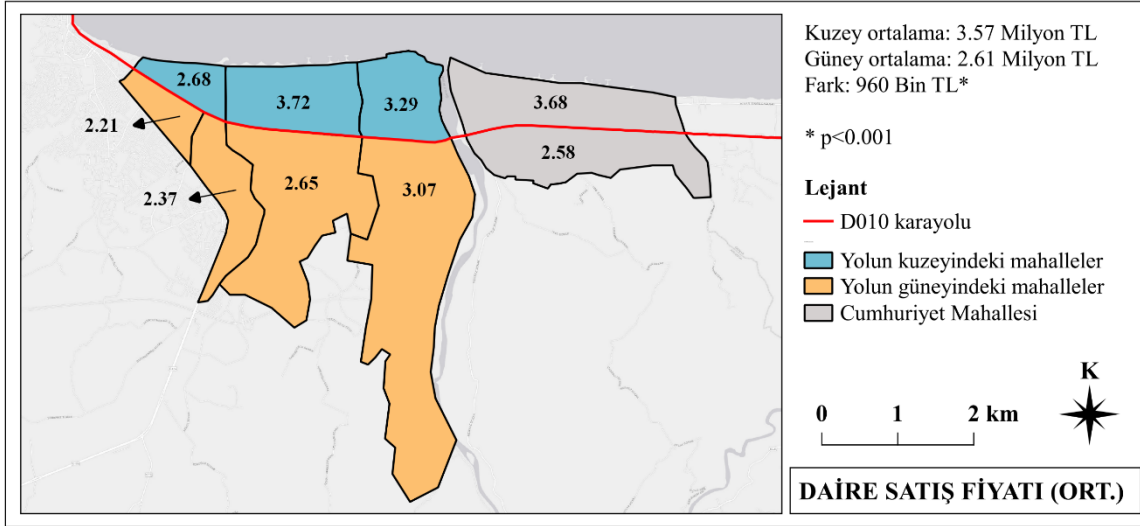 2.68
3.72
3.29
3.68
2.21
2.58
2.65
3.07
2.37
Kuzey ortalama: 3.57 Milyon TL
Güney ortalama: 2.61 Milyon TL
Fark: 960 Bin TL*
* p<0.001
Lejant
D010 karayolu
Yolun kuzeyindeki mahalleler
Yolun güneyindeki mahalleler
Cumhuriyet Mahallesi
K
0 1 2 km
DAİRE SATIŞ FİYATI (ORT.)